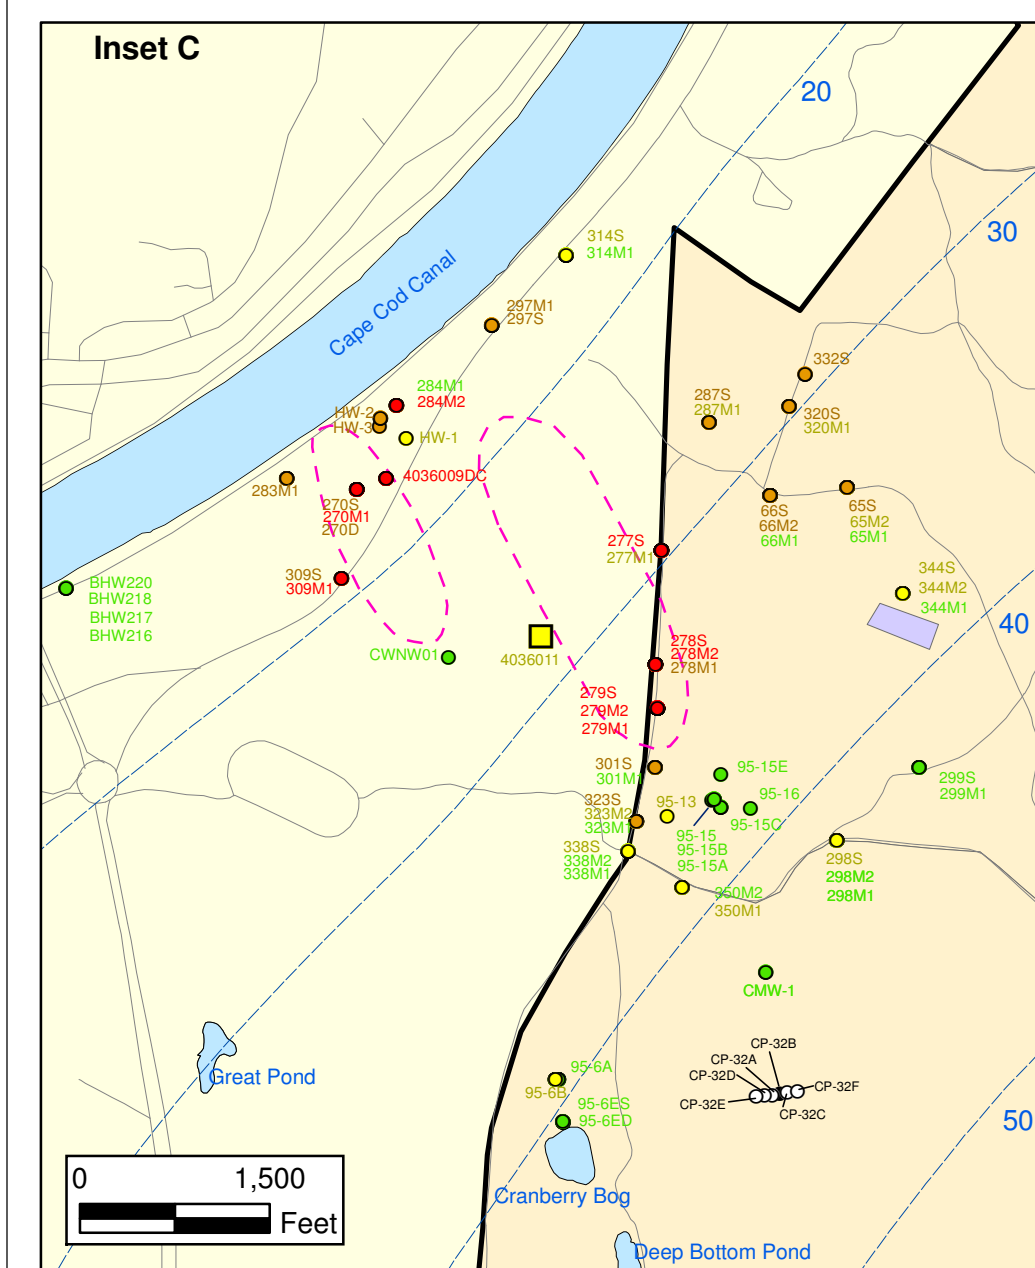 Inset C
20
30
314S
314M1
Cape Cod Canal
297M1
297S
332S
284M1
284M2
287S
287M1
320S
320M1
HW-2
HW-3
HW-1
4036009DC
283M1
270S
270M1
270D
66S
66M2
66M1
65S
65M2
65M1
277S
277M1
309S
309M1
344S
344M2
344M1
BHW220
BHW218
BHW217
BHW216
40
CWNW01
4036011
278S
278M2
278M1
279S
279M2
279M1
301S
301M1
95-15E
299S
299M1
323S
323M2
323M1
95-13
95-16
95-15C
95-15
95-15B
95-15A
338S
338M2
338M1
298S
298M2
298M1
350M2
350M1
CMW-1
Great Pond
95-6A
95-6B
95-6ES
95-6ED
CP-32B
CP-32A
CP-32D
CP-32F
CP-32E
CP-32C
50
0 1,500
Feet
Cranberry Bog
Deep Bottom Pond